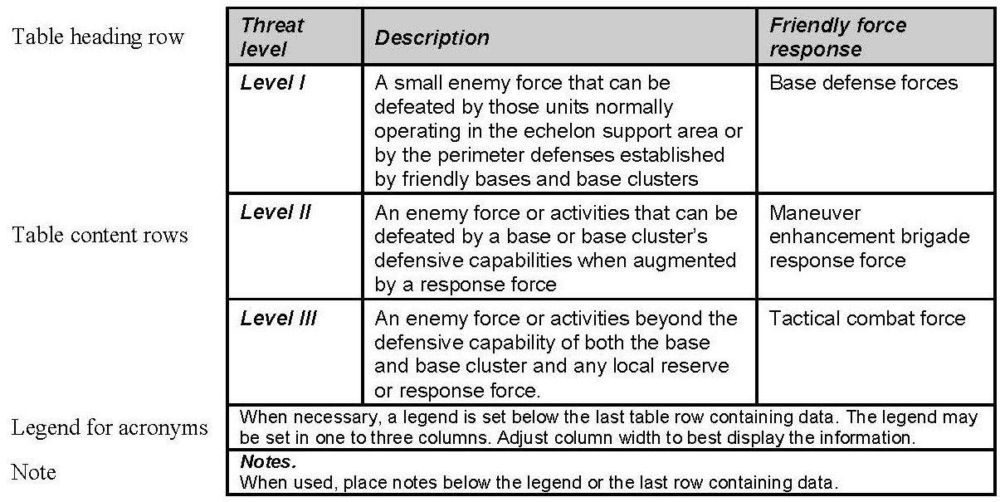 Table heading row
Threat
level
Description
Friendly force
response
Level I
A small enemy force that can be
defeated by those units normally
operating in the echelon support area or
by the perimeter defenses established
by friendly bases and base clusters
Base defense forces
Table content rows
Level II
An enemy force or activities that can be
defeated by a base or base cluster’s
defensive capabilities when augmented
by a response force
Maneuver
enhancement brigade
response force
Level III
An enemy force or activities beyond the
defensive capability of both the base
and base cluster and any local reserve
or response force.
Tactical combat force
Legend for acronyms
When necessary, a legend is set below the last table row containing data. The legend may
be set in one to three columns. Adjust column width to best display the information.
Note
Notes.
When used, place notes below the legend or the last row containing data.